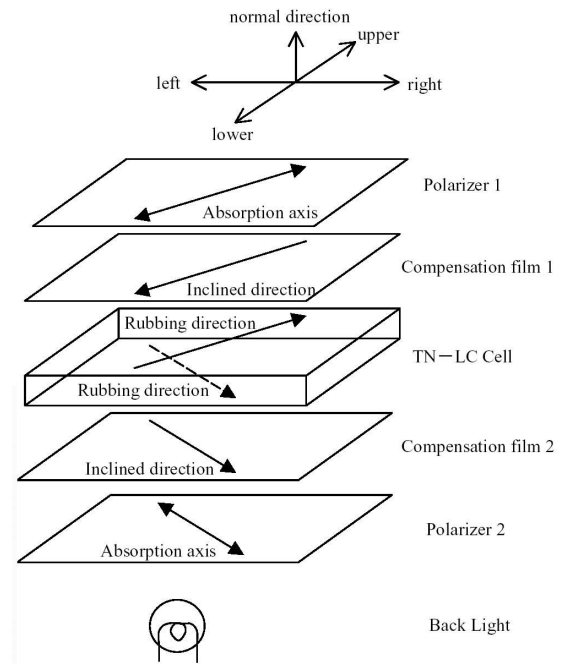 normal direction
upper
left
right
lower
Polarizer 1
Absorption axis
Compensation film 1
Inclined direction
Rubbing direction
TN－LC Cell
Rubbing direction
Compensation film 2
Inclined direction
Polarizer 2
Absorption axis
Back Light